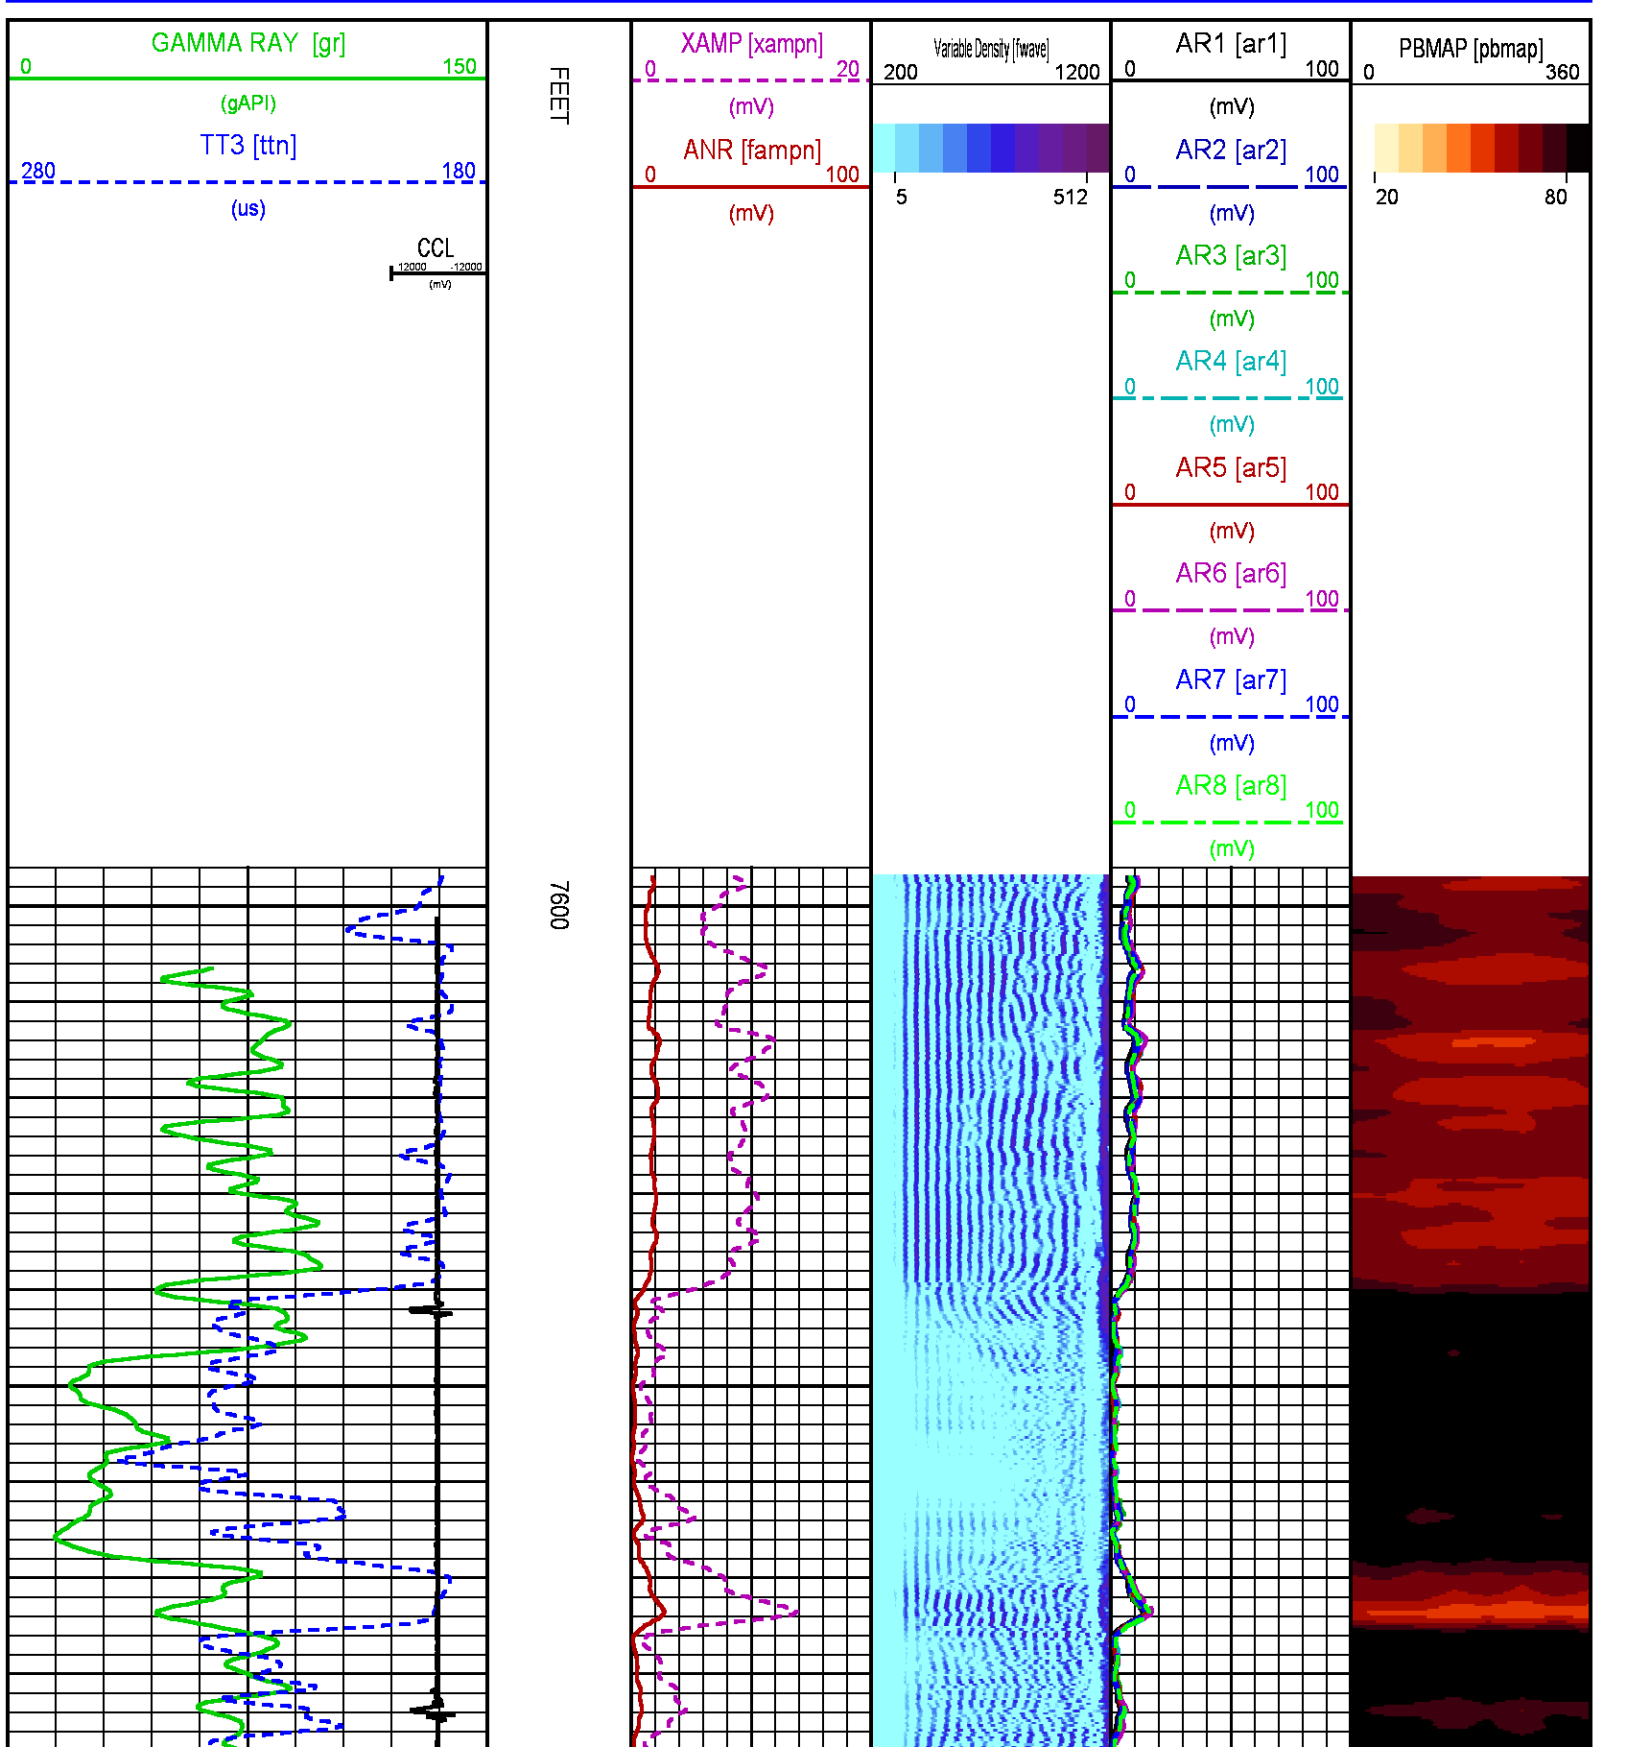 GAMMA RAY [gr]
0 150
(gAPI)
TT3 [ttn]
280 180
(us)
CCL
12000 -12000
(mV)
FEET
7600
XAMP [xampn]
0 20
(mV)
ANR [fampn]
0 100
(mV)
Variable Density [fwave]
200 1200
5 512
AR1 [ar1]
0 100
(mV)
AR2 [ar2]
0 100
(mV)
AR3 [ar3]
0 100
(mV)
AR4 [ar4]
0 100
(mV)
AR5 [ar5]
0 100
(mV)
AR6 [ar6]
0 100
(mV)
AR7 [ar7]
0 100
(mV)
AR8 [ar8]
0 100
(mV)
PBMAP [pbmap]
0 360
20 80